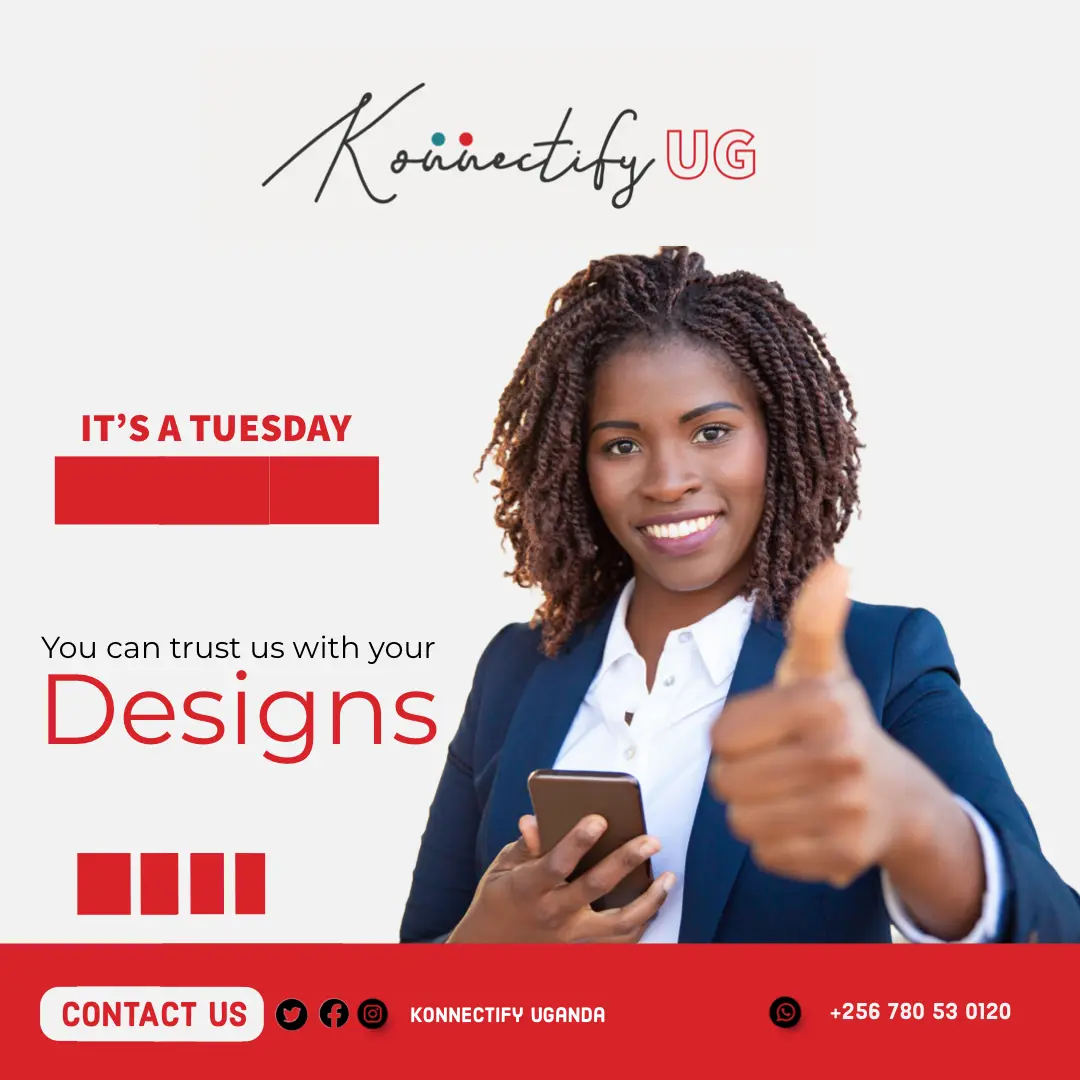 Konnectify UG
IT’S A TUESDAY
You can trust us with your
Designs
CONTACT US
KONNECTIFY UGANDA
+256 780 53 0120